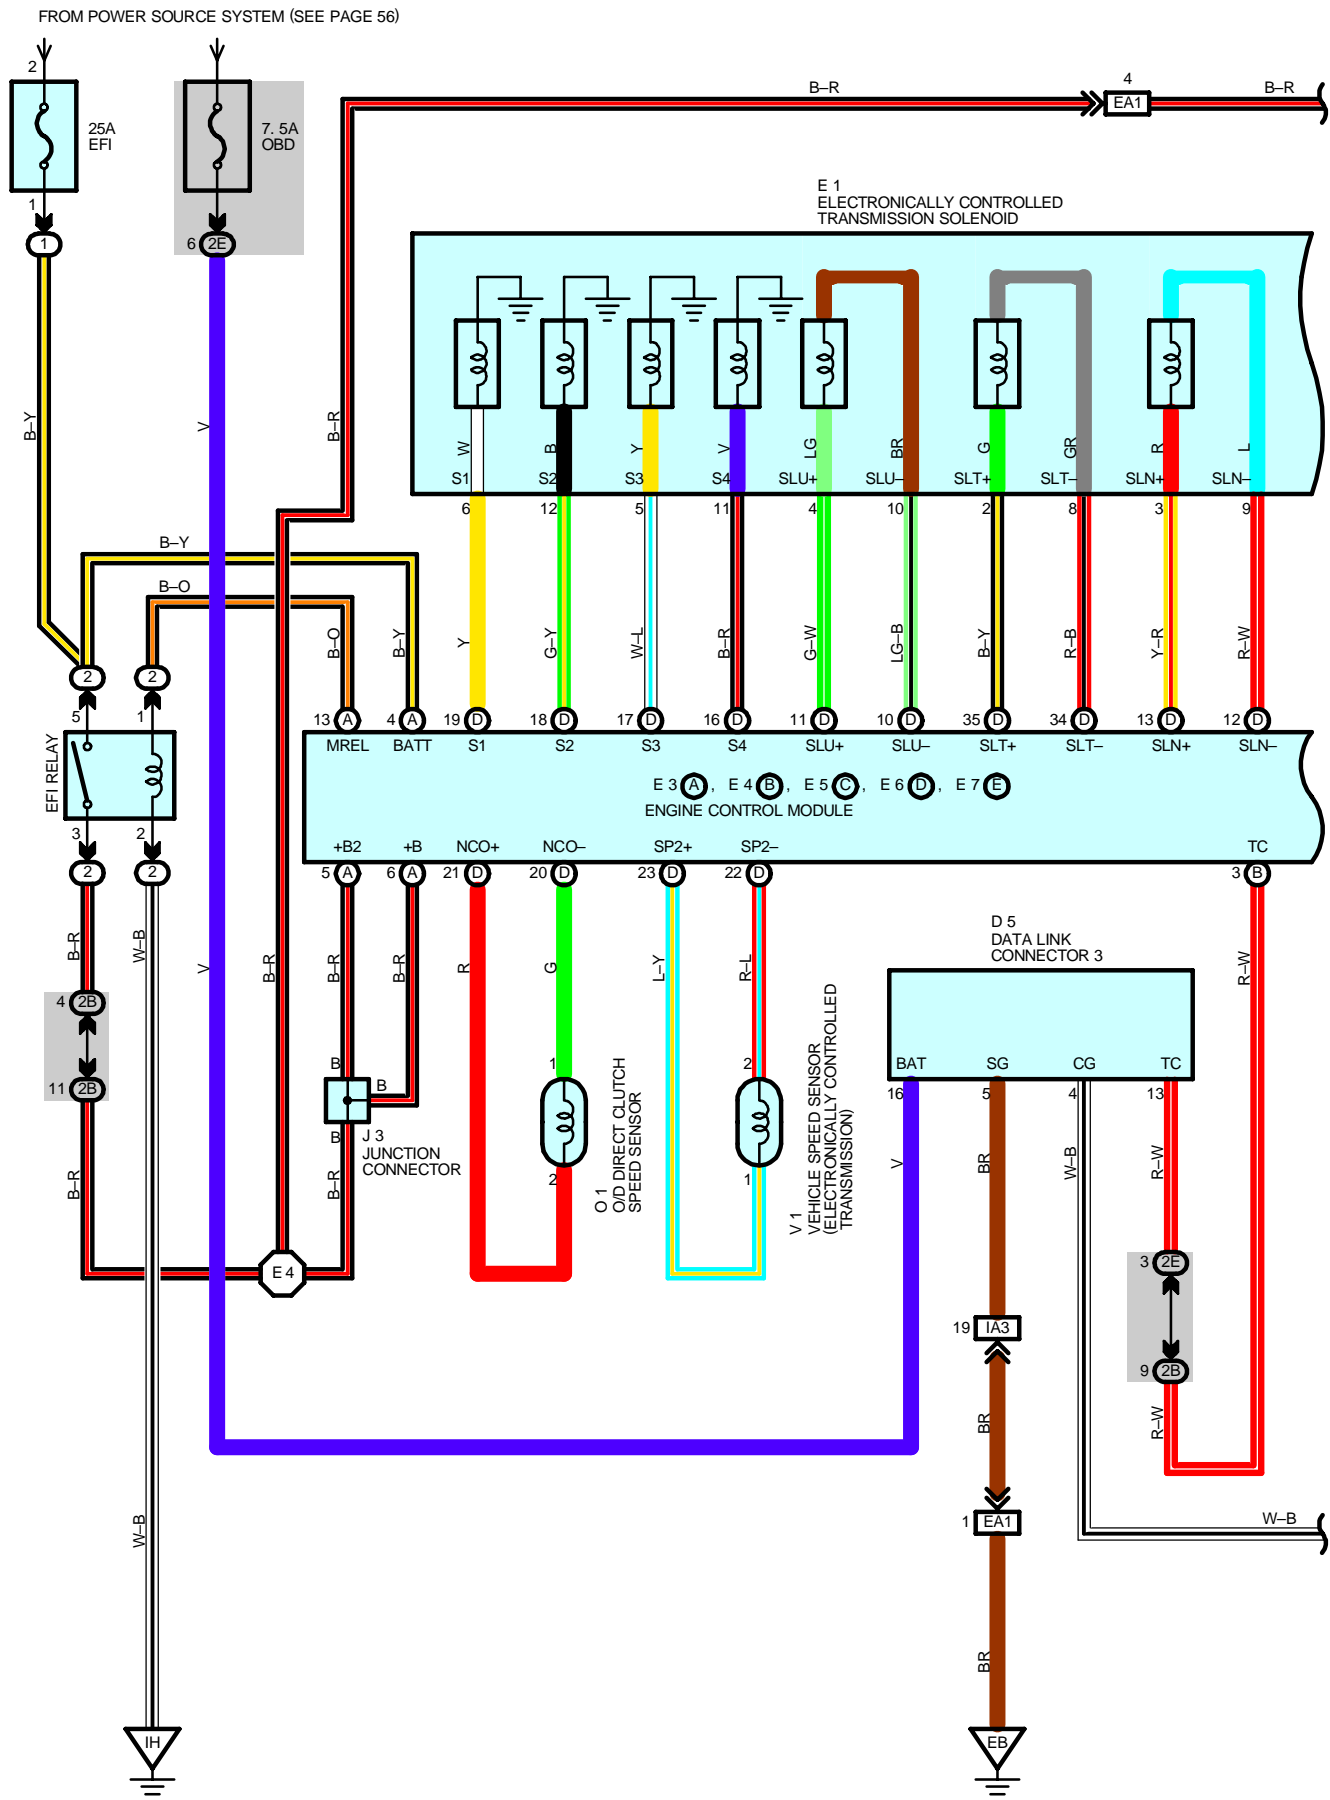 FROM POWER SOURCE SYSTEM (SEE PAGE 56)
2
25A
EFI
7. 5A
OBD
1
1
6 2E
B–R
4
EA1
B–R
E 1
ELECTRONICALLY CONTROLLED
TRANSMISSION SOLENOID
B–Y
V
B–R
W
B
Y
V
LG
BR
G
GR
R
L
S1
S2
S3
S4
SLU+
SLU–
SLT+
SLT–
SLN+
SLN–
6
12
5
11
4
10
2
8
3
9
B–Y
B–O
B–O
B–Y
Y
G–Y
W–L
B–R
G–W
LG–B
B–Y
R–B
Y–R
R–W
2
2
5
1
13 A
4 A
19 D
18 D
17 D
16 D
11 D
10 D
35 D
34 D
13 D
12 D
MREL
BATT
S1
S2
S3
S4
SLU+
SLU–
SLT+
SLT–
SLN+
SLN–
EFI RELAY
E 3 A , E 4 B , E 5 C , E 6 D , E 7 E
ENGINE CONTROL MODULE
3
2
+B2
+B
NCO+
NCO–
SP2+
SP2–
TC
2
2
5 A
6 A
21 D
20 D
23 D
22 D
3 B
B–R
W–B
V
B–R
B–R
B–R
R
G
L–Y
R–L
R–W
D 5
DATA LINK
CONNECTOR 3
4 2B
11 2B
BAT
SG
CG
TC
16
5
4
13
B
B
B
J 3
JUNCTION
CONNECTOR
1
2
O 1
O/D DIRECT CLUTCH
SPEED SENSOR
2
1
V 1
VEHICLE SPEED SENSOR
(ELECTRONICALLY CONTROLLED
TRANSMISSION)
B–R
B–R
V
BR
W–B
R–W
E 4
3 2E
9 2B
19 IA3
BR
R–W
1 EA1
W–B
W–B
BR
IH
EB